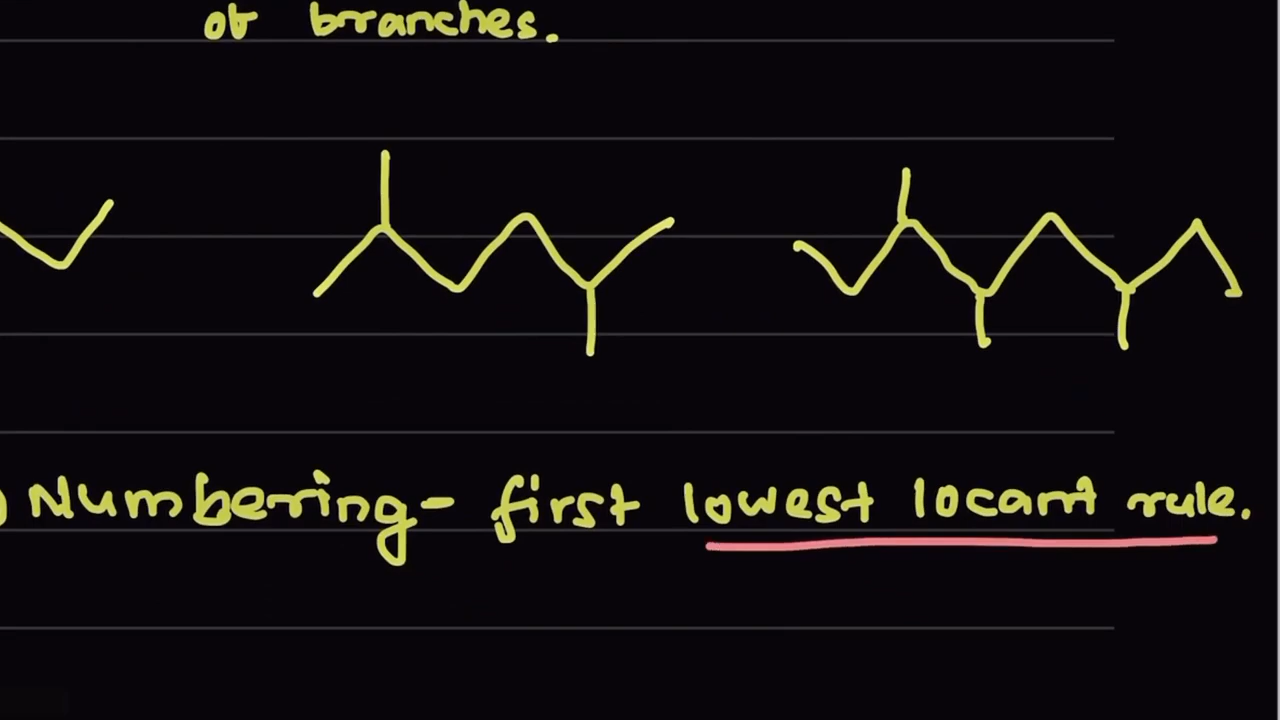 of branches.
) Numbering- first lowest locant rule.